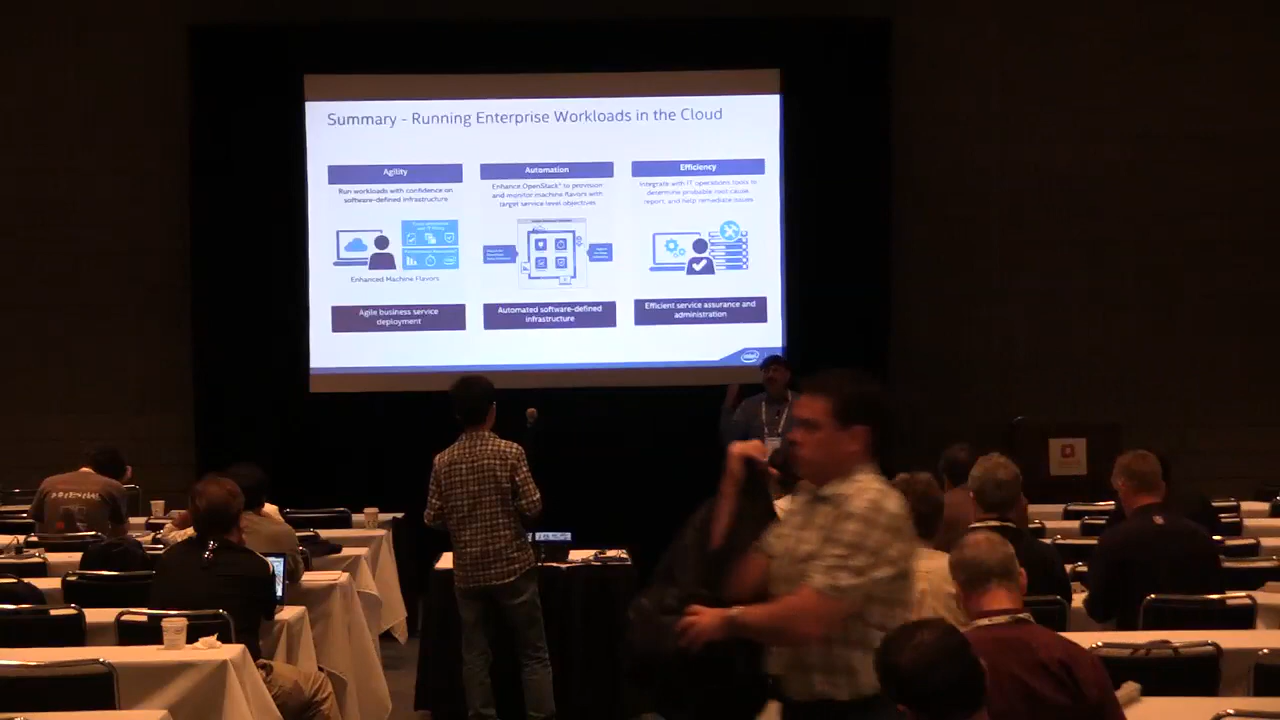 Summary - Running Enterprise Workloads in the Cloud
Agility
Run workloads with confidence on
software-defined infrastructure
Enhanced Machine Flavors
Agile business service
deployment
Automation
Enhance OpenStack* to provision
and monitor machine flavors with
target service level objectives
Automated software-defined
infrastructure
Efficiency
Integrate with IT operations tools to
determine probable root cause,
report, and help remediate issues
Efficient service assurance and
administration
intel